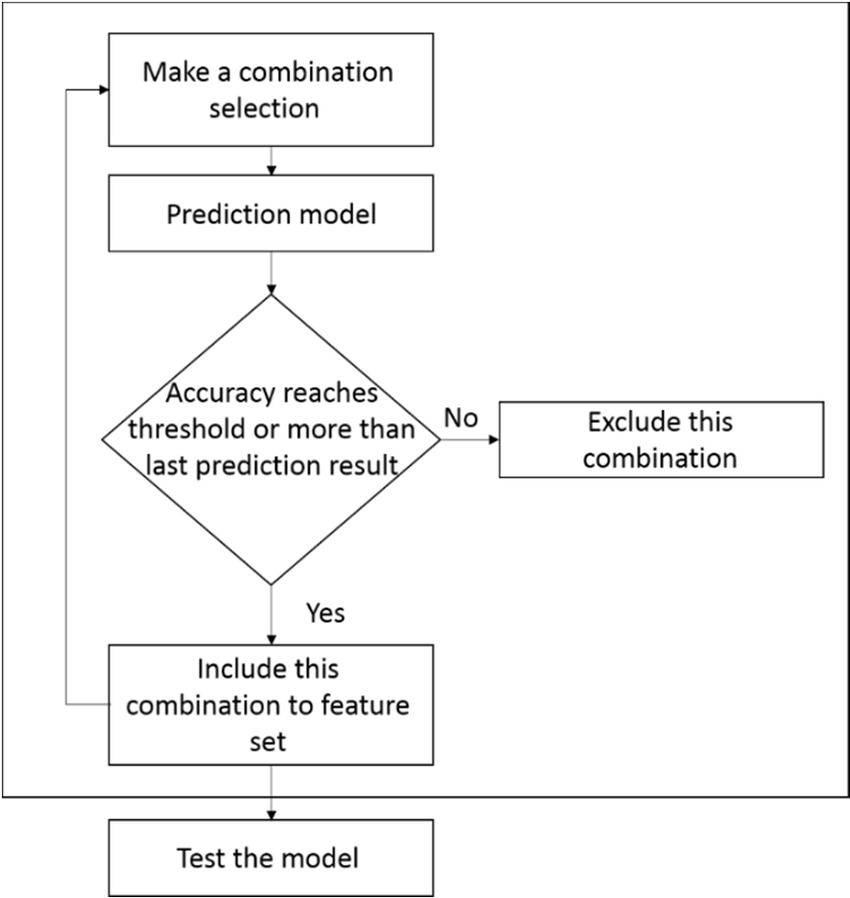 Make a combination
selection
Prediction model
Accuracy reaches
threshold or more than
last prediction result
No
Exclude this
combination
Yes
Include this
combination to feature
set
Test the model